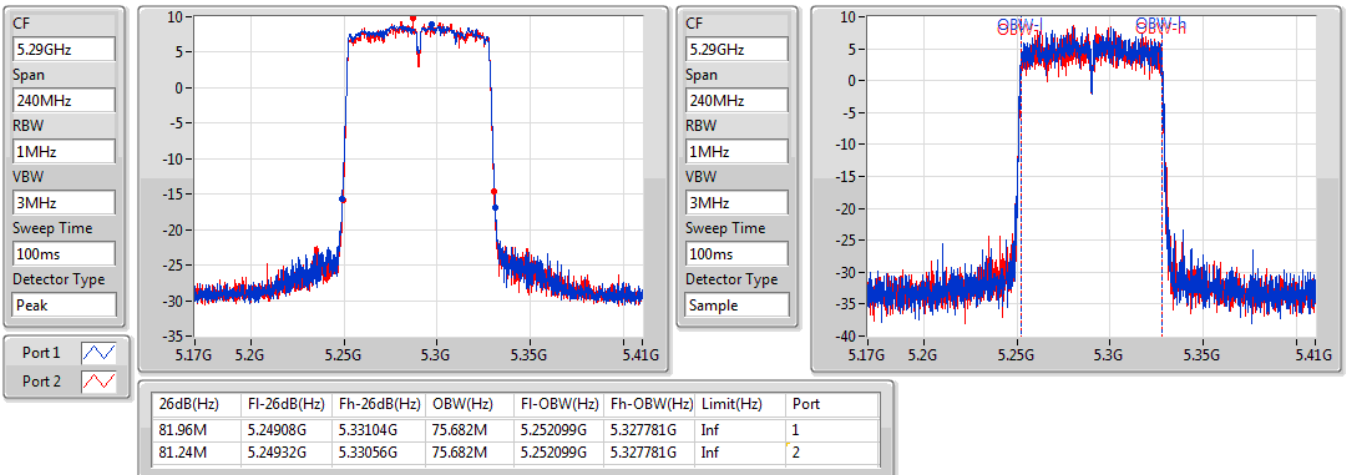 CF
5.29GHz
Span
240MHz
RBW
1MHz
VBW
3MHz
Sweep Time
100ms
Detector Type
Peak
10
5
0
-5
-10
-15
-20
-25
-30
-35
5.17G 5.2G 5.25G 5.3G 5.35G 5.41G
CF
5.29GHz
Span
240MHz
RBW
1MHz
VBW
3MHz
Sweep Time
100ms
Detector Type
Sample
OBW-l OBW-h
10
5
0
-5
-10
-15
-20
-25
-30
-35
-40
5.17G 5.2G 5.25G 5.3G 5.35G 5.41G
Port 1
Port 2
26dB(Hz) Fl-26dB(Hz) Fh-26dB(Hz) OBW(Hz) Fl-OBW(Hz) Fh-OBW(Hz) Limit(Hz) Port
81.96M 5.24908G 5.33104G 75.682M 5.252099G 5.327781G Inf 1
81.24M 5.24932G 5.33056G 75.682M 5.252099G 5.327781G Inf 2